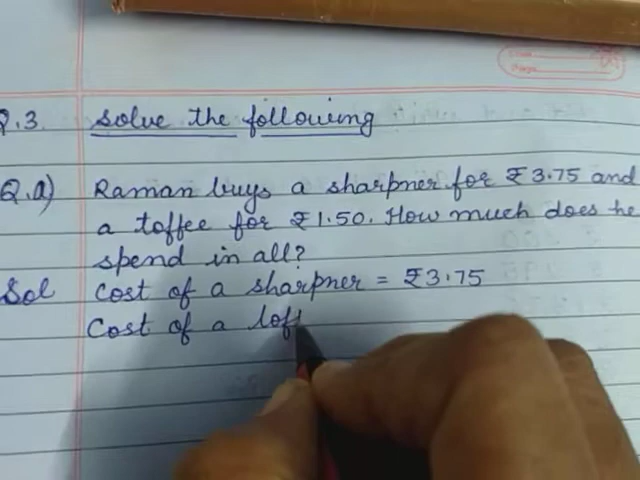 Q.3. Solve the following
Q.a) Raman buys a sharpner for ₹3.75 and
a toffee for ₹1.50. How much does he
spend in all?
Sol Cost of a sharpner = ₹3.75
Cost of a toff